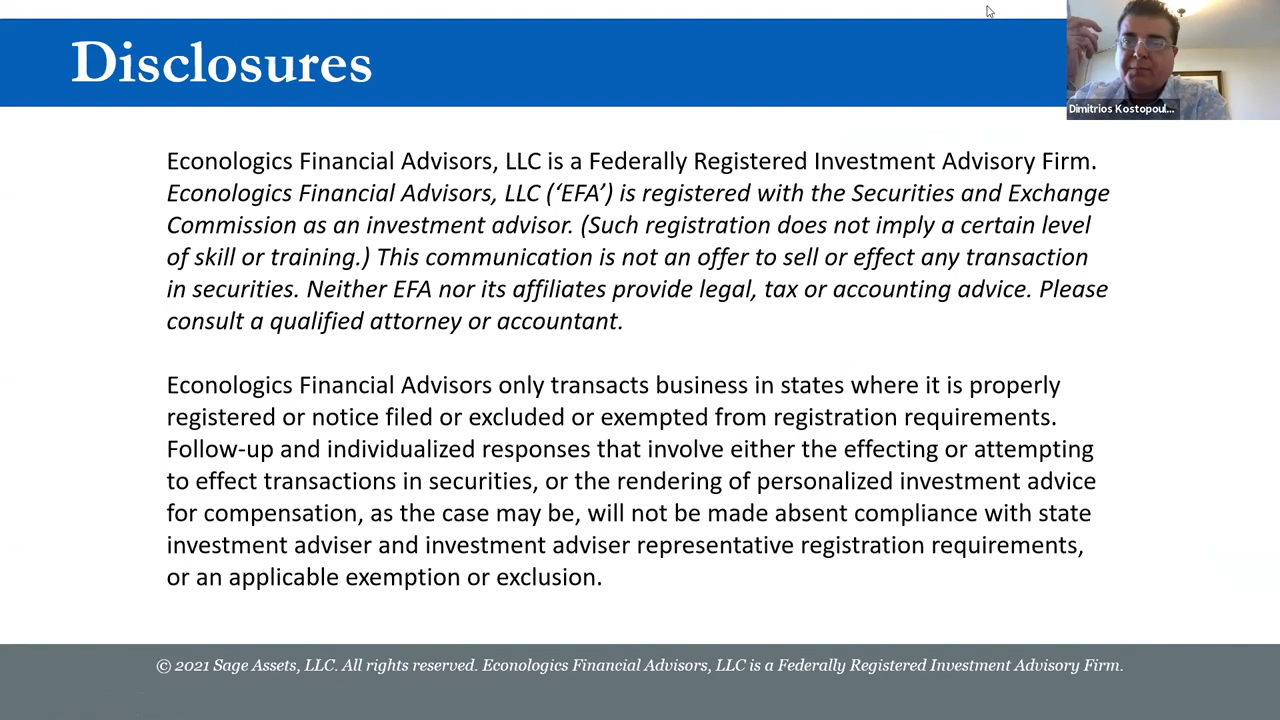 Disclosures
Dimitrios Kostopoul...
Econologics Financial Advisors, LLC is a Federally Registered Investment Advisory Firm.
Econologics Financial Advisors, LLC (‘EFA’) is registered with the Securities and Exchange
Commission as an investment advisor. (Such registration does not imply a certain level
of skill or training.) This communication is not an offer to sell or effect any transaction
in securities. Neither EFA nor its affiliates provide legal, tax or accounting advice. Please
consult a qualified attorney or accountant.
Econologics Financial Advisors only transacts business in states where it is properly
registered or notice filed or excluded or exempted from registration requirements.
Follow-up and individualized responses that involve either the effecting or attempting
to effect transactions in securities, or the rendering of personalized investment advice
for compensation, as the case may be, will not be made absent compliance with state
investment adviser and investment adviser representative registration requirements,
or an applicable exemption or exclusion.
© 2021 Sage Assets, LLC. All rights reserved. Econologics Financial Advisors, LLC is a Federally Registered Investment Advisory Firm.